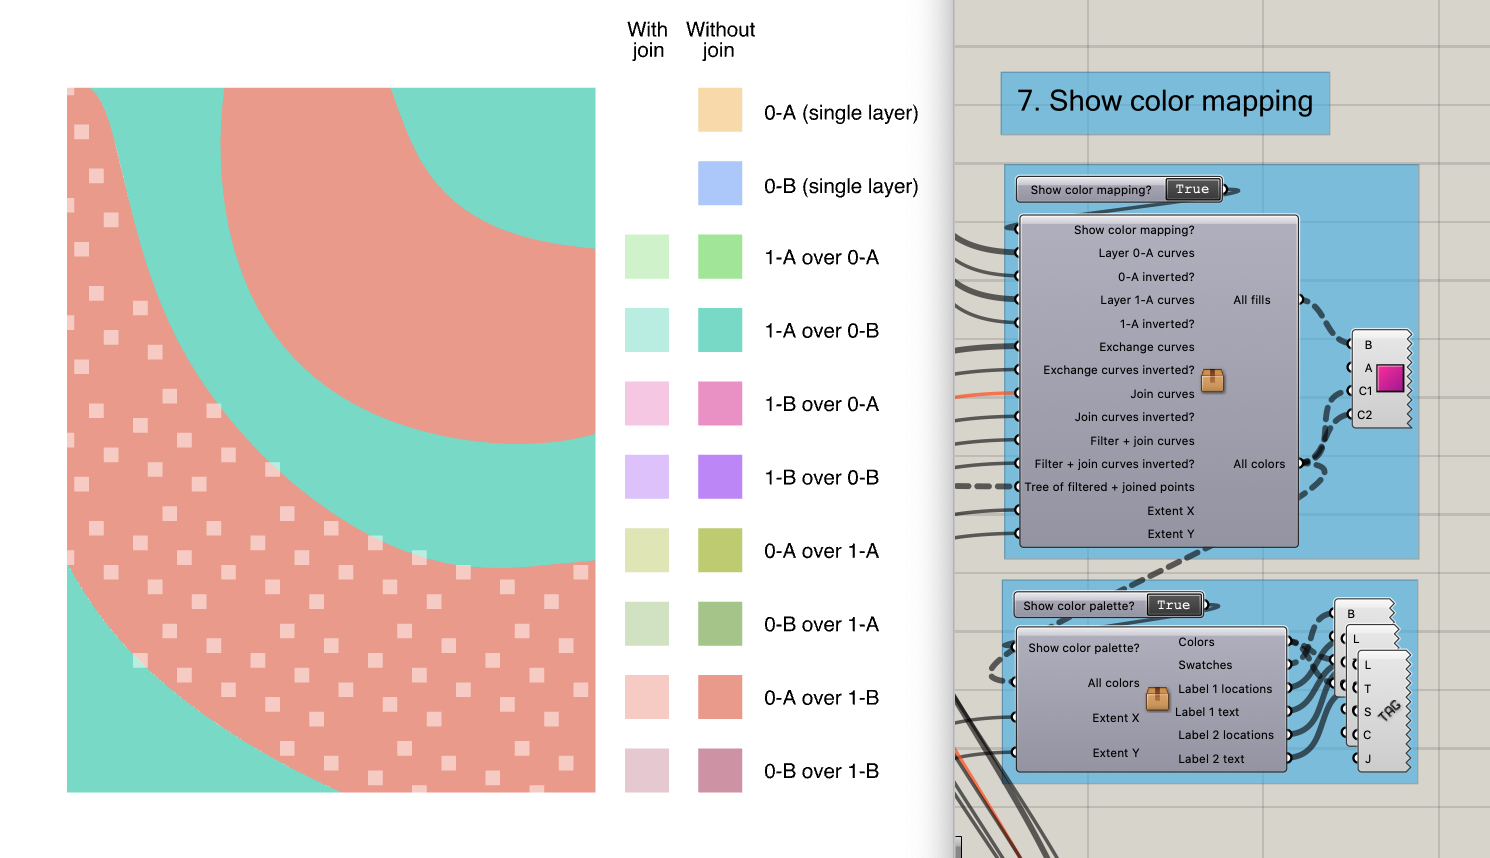 With
join
Without
join
0-A (single layer)
0-B (single layer)
1-A over 0-A
1-A over 0-B
1-B over 0-A
1-B over 0-B
0-A over 1-A
0-B over 1-A
0-A over 1-B
0-B over 1-B
7. Show color mapping
Show color mapping? True
Show color mapping?
Layer 0-A curves
0-A inverted?
Layer 1-A curves
1-A inverted?
Exchange curves
Exchange curves inverted?
Join curves
Join curves inverted?
Filter + join curves
Filter + join curves inverted?
Tree of filtered + joined points
Extent X
Extent Y
All fills
All colors
B
A
C1
C2
Show color palette? True
Show color palette?
All colors
Extent X
Extent Y
Colors
Swatches
Label 1 locations
Label 1 text
Label 2 locations
Label 2 text
B
L
L
T
S
C
J
TAG